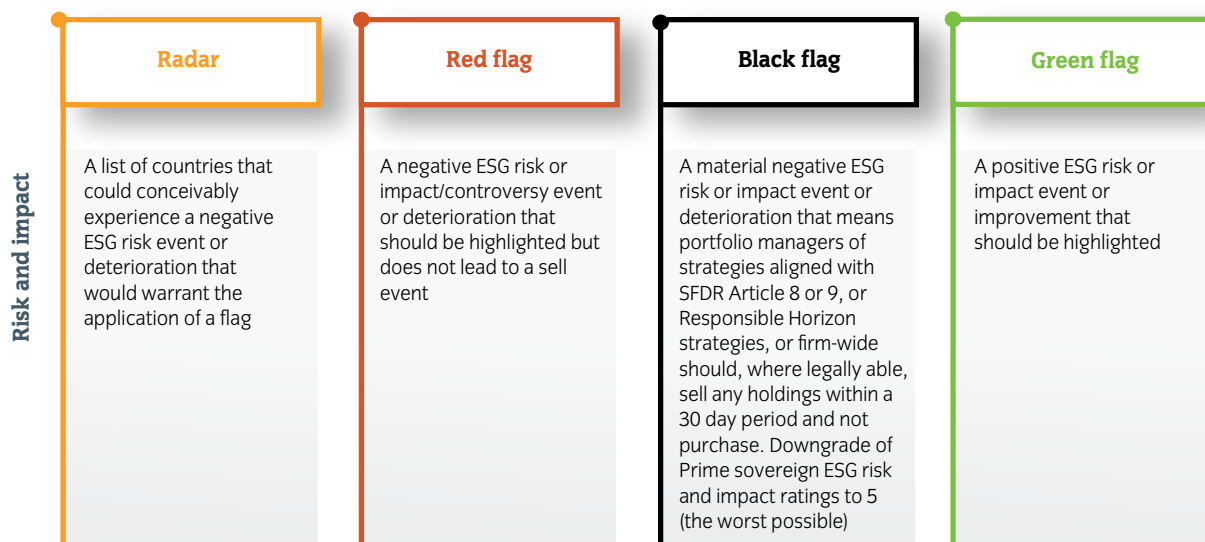 Risk and impact
Radar
A list of countries that
could conceivably
experience a negative
ESG risk event or
deterioration that
would warrant the
application of a flag
Red flag
A negative ESG risk or
impact/controversy event
or deterioration that
should be highlighted but
does not lead to a sell
event
Black flag
A material negative ESG
risk or impact event or
deterioration that means
portfolio managers of
strategies aligned with
SFDR Article 8 or 9, or
Responsible Horizon
strategies, or firm-wide
should, where legally able,
sell any holdings within a
30 day period and not
purchase. Downgrade of
Prime sovereign ESG risk
and impact ratings to 5
(the worst possible)
Green flag
A positive ESG risk or
impact event or
improvement that
should be highlighted